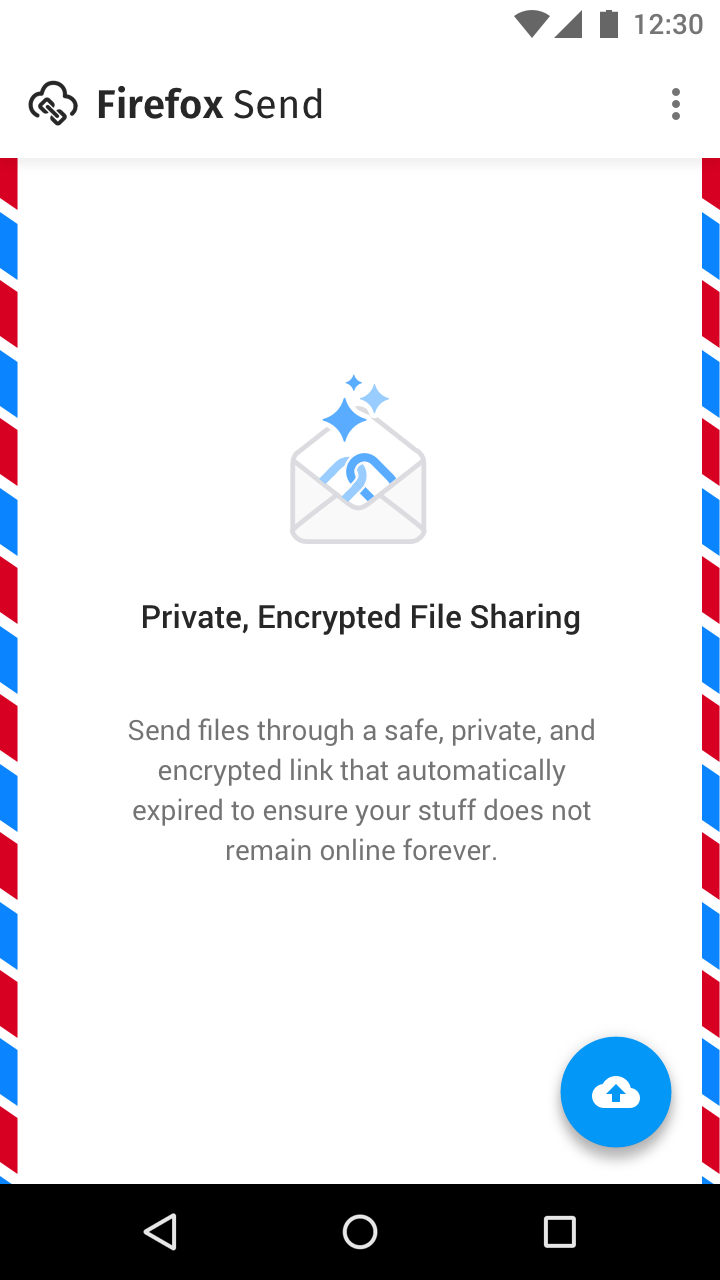 12:30
Firefox Send
Private, Encrypted File Sharing
Send files through a safe, private, and
encrypted link that automatically
expired to ensure your stuff does not
remain online forever.